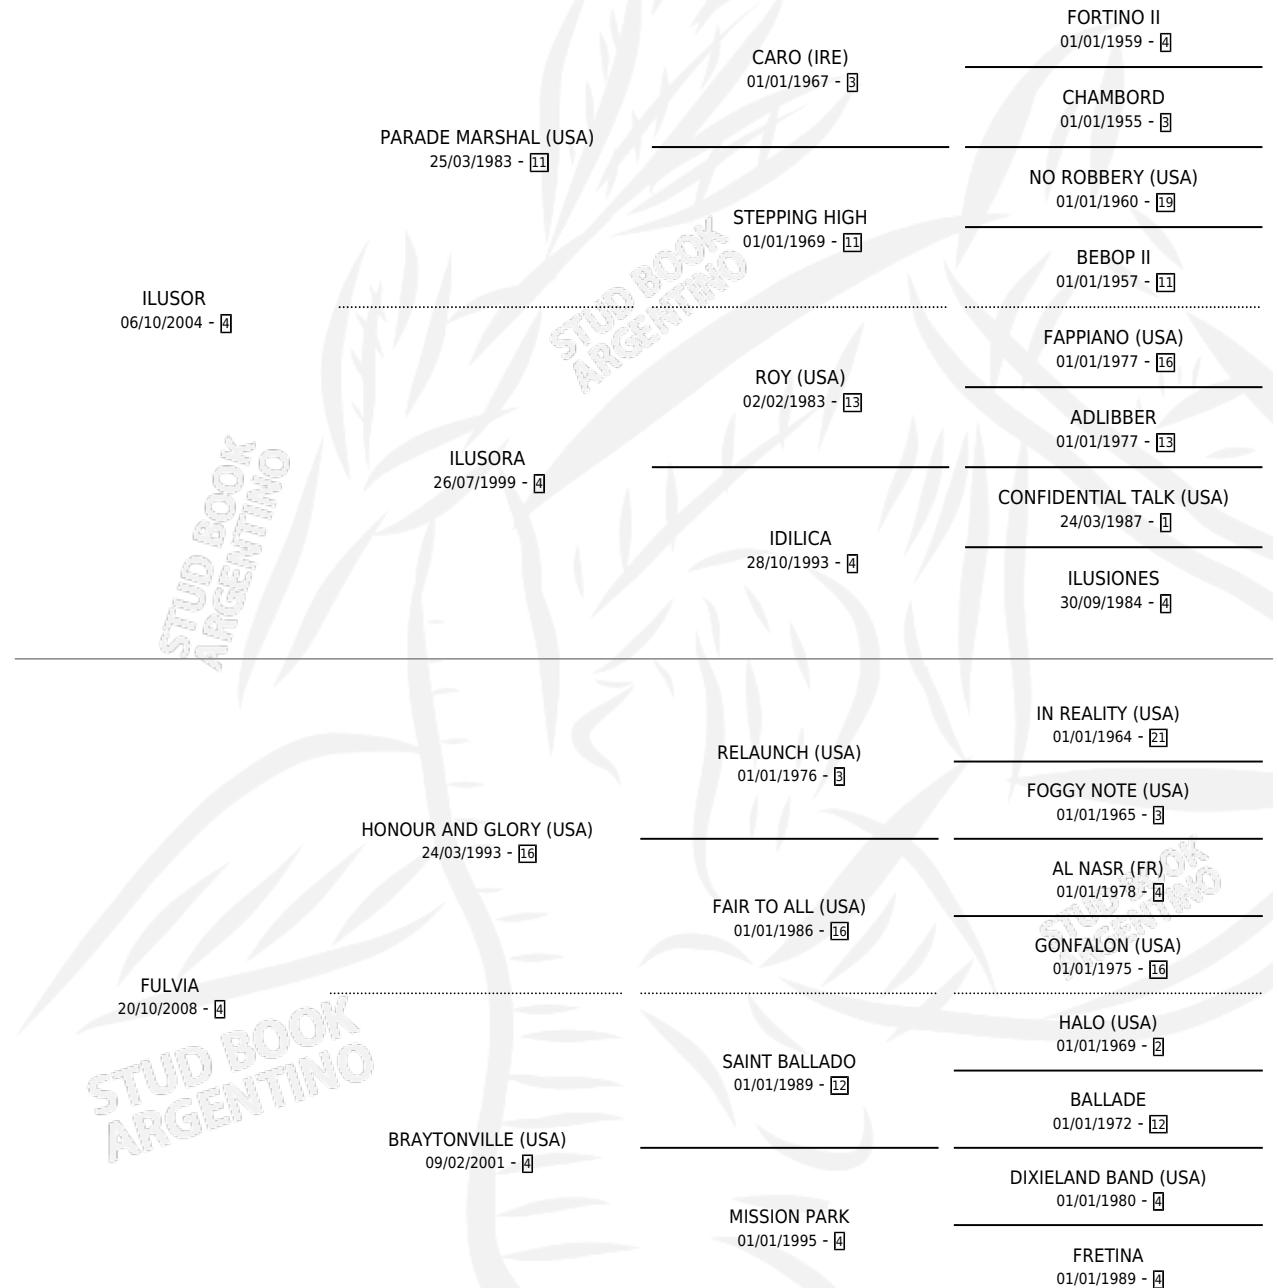 FORTINO II
01/01/1959 - 4
CARO (IRE)
01/01/1967 - 3
CHAMBORD
01/01/1955 - 3
PARADE MARSHAL (USA)
25/03/1983 - 11
NO ROBBERY (USA)
01/01/1960 - 19
STEPPING HIGH
01/01/1969 - 11
BEBOP II
01/01/1957 - 11
ILUSOR
06/10/2004 - 4
FAPPIANO (USA)
01/01/1977 - 16
ROY (USA)
02/02/1983 - 13
ADLIBBER
01/01/1977 - 13
ILUSORA
26/07/1999 - 4
CONFIDENTIAL TALK (USA)
24/03/1987 - 1
IDILICA
28/10/1993 - 4
ILUSIONES
30/09/1984 - 4
IN REALITY (USA)
01/01/1964 - 21
RELAUNCH (USA)
01/01/1976 - 3
FOGGY NOTE (USA)
01/01/1965 - 3
HONOUR AND GLORY (USA)
24/03/1993 - 16
AL NASR (FR)
01/01/1978 - 4
FAIR TO ALL (USA)
01/01/1986 - 16
GONFALON (USA)
01/01/1975 - 16
FULVIA
20/10/2008 - 4
HALO (USA)
01/01/1969 - 2
SAINT BALLADO
01/01/1989 - 12
BALLADE
01/01/1972 - 12
BRAYTONVILLE (USA)
09/02/2001 - 4
DIXIELAND BAND (USA)
01/01/1980 - 4
MISSION PARK
01/01/1995 - 4
FRETINA
01/01/1989 - 4
STUD BOOK
ARGENTINO
STUD BOOK
ARGENTINO
STUD BOOK
ARGENTINO
STUD BOOK
ARGENTINO